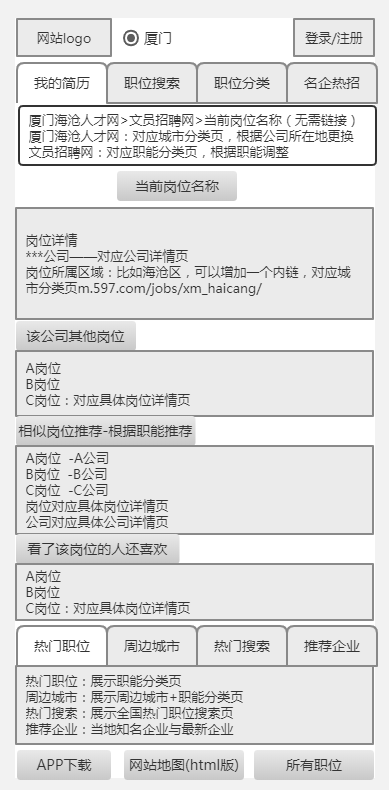 网站logo
厦门
登录/注册
我的简历
职位搜索
职位分类
名企热招
厦门海沧人才网>文员招聘网>当前岗位名称（无需链接）
厦门海沧人才网：对应城市分类页，根据公司所在地更换
文员招聘网：对应职能分类页，根据职能调整
当前岗位名称
岗位详情
***公司——对应公司详情页
岗位所属区域：比如海沧区，可以增加一个内链，对应城
市分类页m.597.com/jobs/xm_haicang/
该公司其他岗位
A岗位
B岗位
C岗位：对应具体岗位详情页
相似岗位推荐-根据职能推荐
A岗位 -A公司
B岗位 -B公司
C岗位 -C公司
岗位对应具体岗位详情页
公司对应具体公司详情页
看了该岗位的人还喜欢
A岗位
B岗位
C岗位：对应具体岗位详情页
热门职位
周边城市
热门搜索
推荐企业
热门职位：展示职能分类页
周边城市：展示周边城市+职能分类页
热门搜索：展示全国热门职位搜索页
推荐企业：当地知名企业与最新企业
APP下载
网站地图(html版)
所有职位